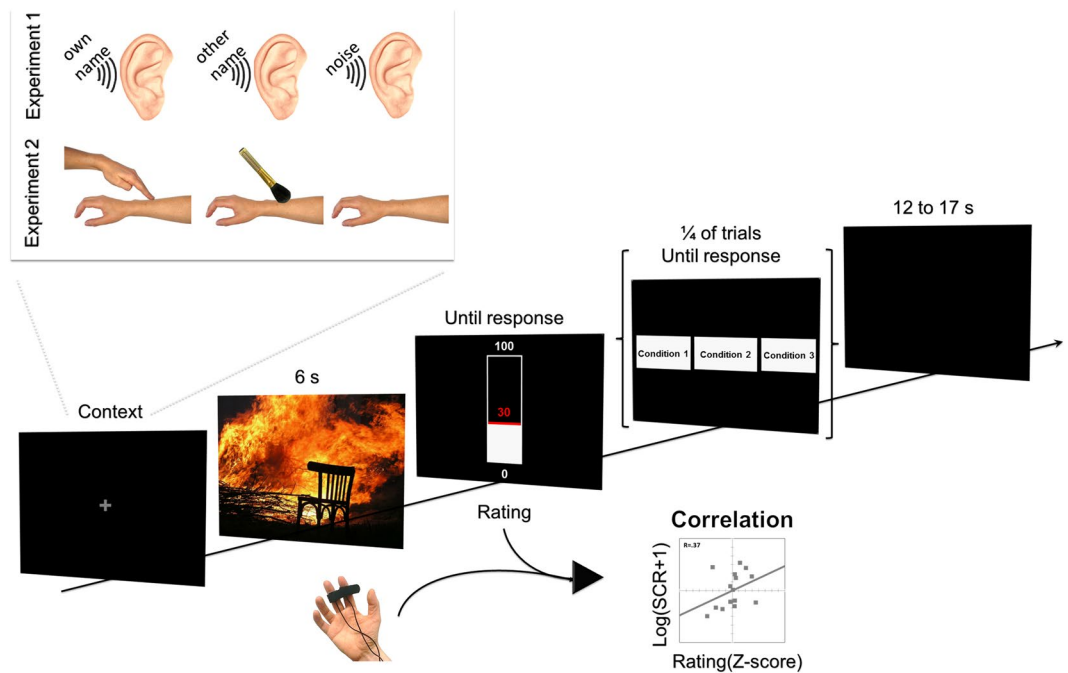 Experiment 1
own
name
other
name
noise
Experiment 2
Context
6 s
Until response
100
30
0
¼ of trials
Until response
Condition 1
Condition 2
Condition 3
12 to 17 s
Rating
Correlation
R=.37
Log(SCR+1)
Rating(Z-score)